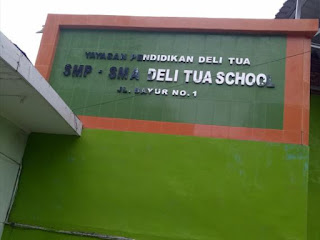 YAYASAN PENDIDIKAN DELI TUA
SMP - SMA DELI TUA SCHOOL
JL. SAYUR NO. 1